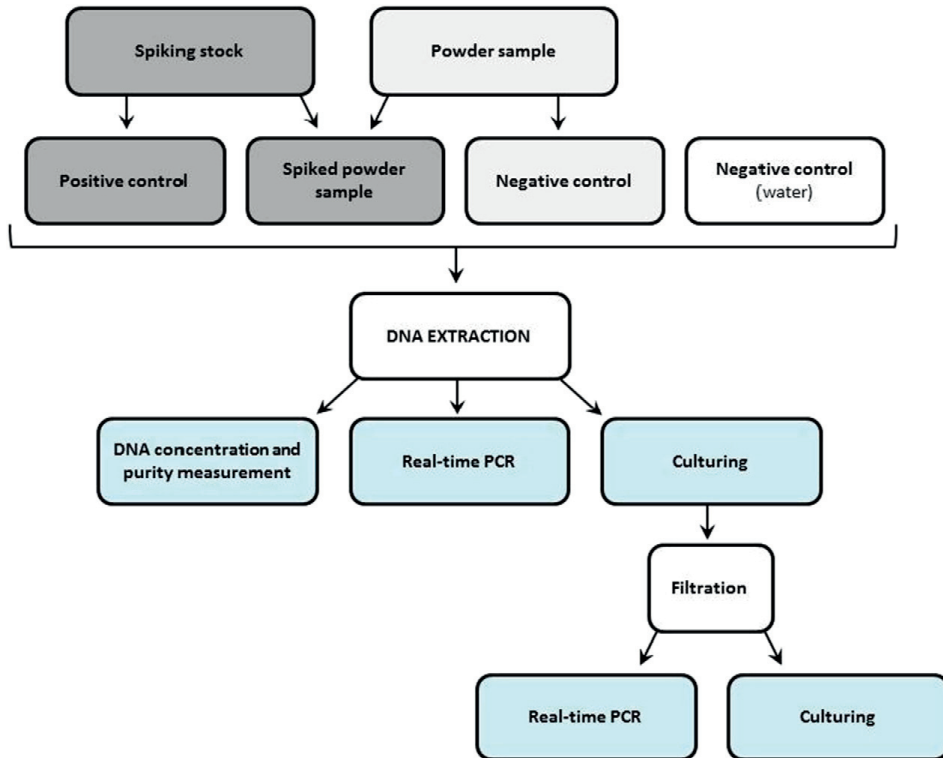 Spiking stock
Powder sample
Positive control
Spiked powder
sample
Negative control
Negative control
(water)
DNA EXTRACTION
DNA concentration and
purity measurement
Real-time PCR
Culturing
Filtration
Real-time PCR
Culturing